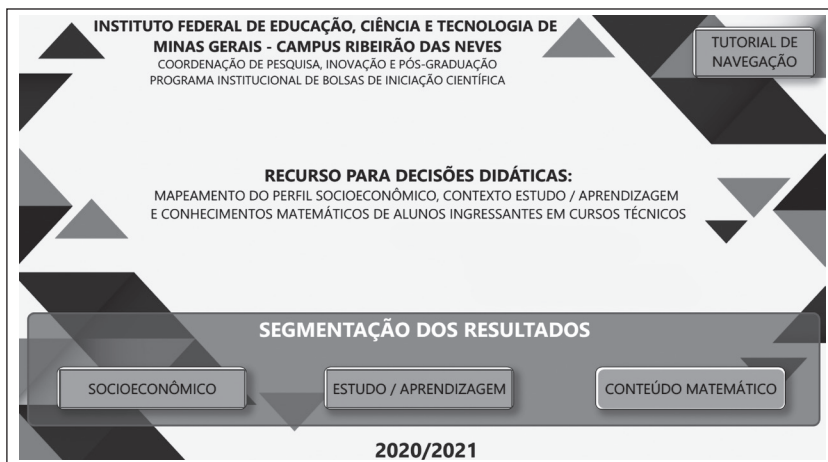 INSTITUTO FEDERAL DE EDUCAÇÃO, CIÊNCIA E TECNOLOGIA DE
MINAS GERAIS - CAMPUS RIBEIRÃO DAS NEVES
COORDENAÇÃO DE PESQUISA, INOVAÇÃO E PÓS-GRADUAÇÃO
PROGRAMA INSTITUCIONAL DE BOLSAS DE INICIAÇÃO CIENTÍFICA
TUTORIAL DE
NAVEGAÇÃO
RECURSO PARA DECISÕES DIDÁTICAS:
MAPEAMENTO DO PERFIL SOCIOECONÔMICO, CONTEXTO ESTUDO / APRENDIZAGEM
E CONHECIMENTOS MATEMÁTICOS DE ALUNOS INGRESSANTES EM CURSOS TÉCNICOS
SEGMENTAÇÃO DOS RESULTADOS
SOCIOECONÔMICO
ESTUDO / APRENDIZAGEM
CONTEÚDO MATEMÁTICO
2020/2021